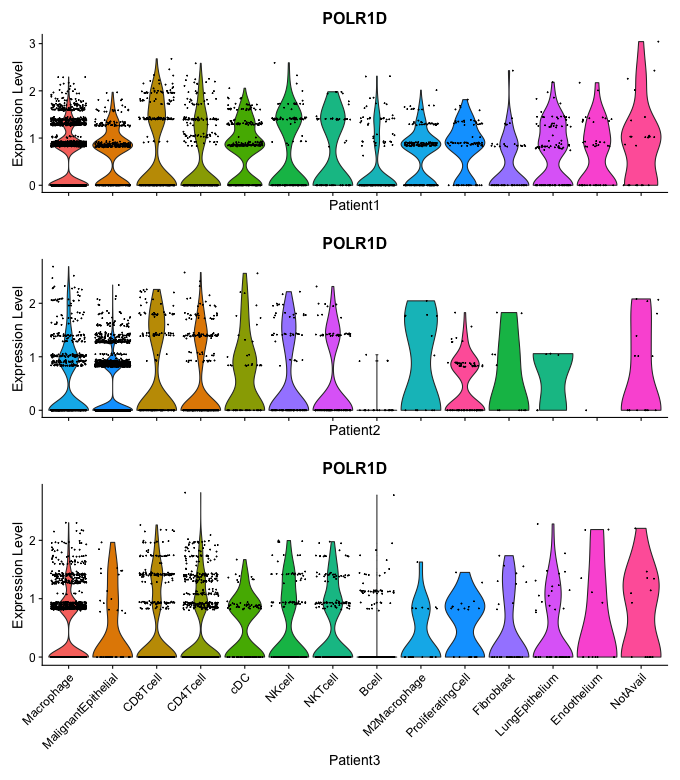 POLR1D
Expression Level
3
2
1
0
Patient1
POLR1D
Expression Level
2
1
0
Patient2
POLR1D
Expression Level
2
1
0
Macrophage
MalignantEpithelial
CD8Tcell
CD4Tcell
cDC
NKcell
NKTcell
Bcell
M2Macrophage
ProliferatingCell
Fibroblast
LungEpithelium
Endothelium
NotAvail
Patient3